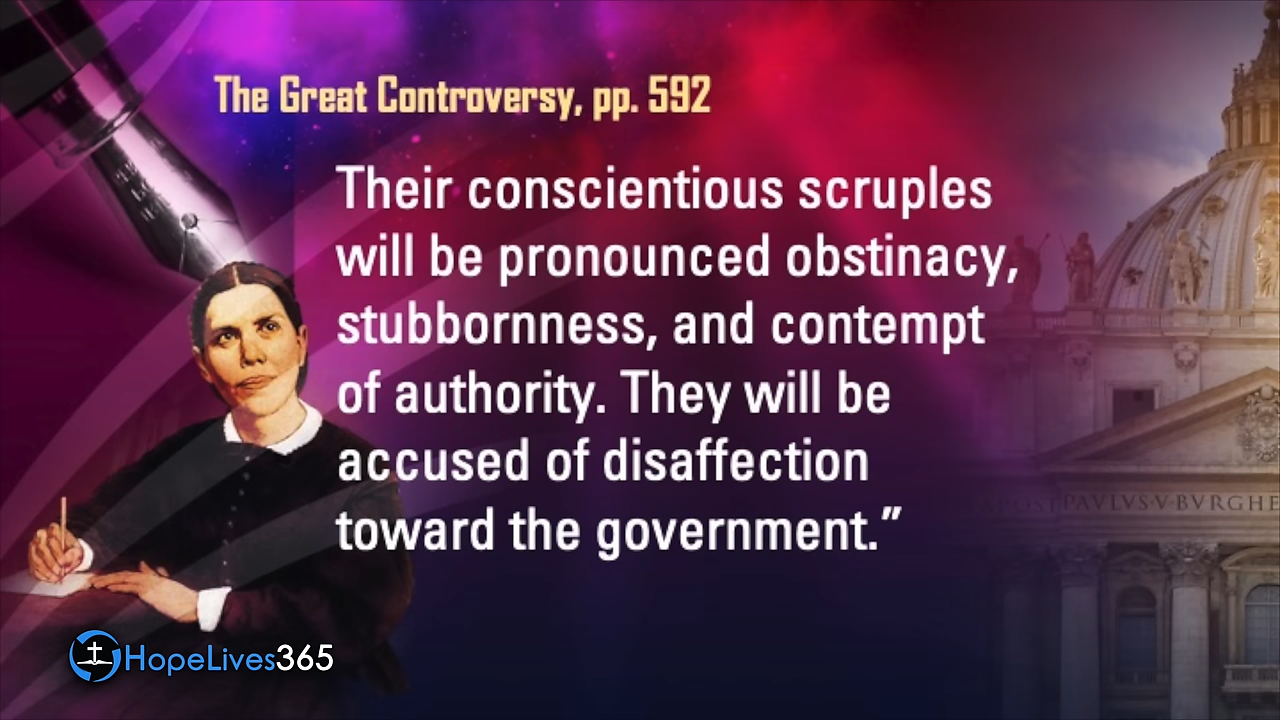 The Great Controversy, pp. 592
Their conscientious scruples
will be pronounced obstinacy,
stubbornness, and contempt
of authority. They will be
accused of disaffection
toward the government.”
PAVLVS·V·BVRGHE
HopeLives365